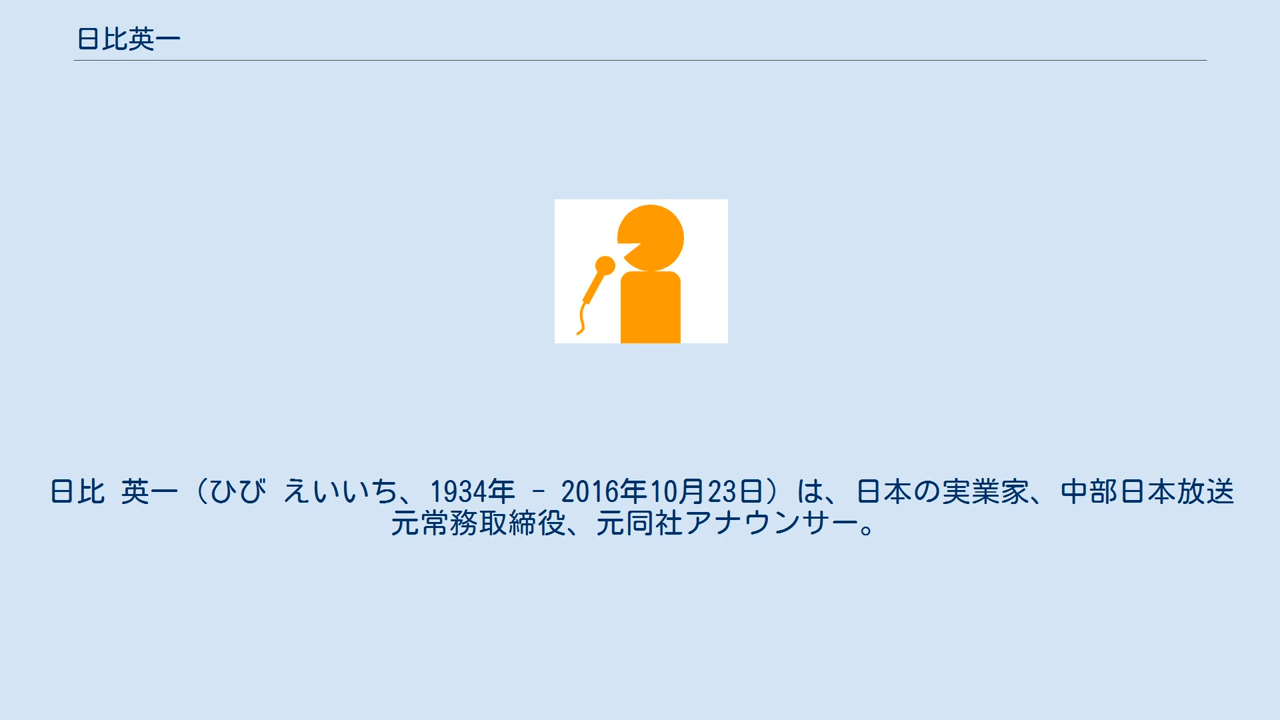 日比英一
日比 英一（ひび えいいち、1934年 - 2016年10月23日）は、日本の実業家、中部日本放送
元常務取締役、元同社アナウンサー。